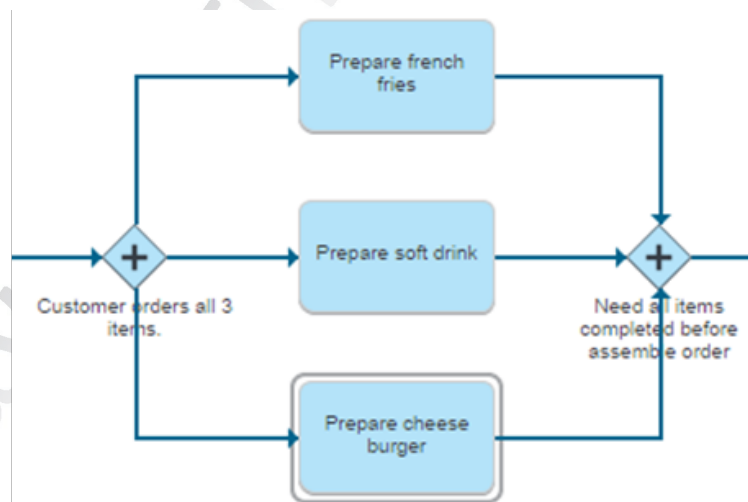 Prepare french
fries
Prepare soft drink
Customer orders all 3
items.
Need all items
completed before
assemble order
Prepare cheese
burger